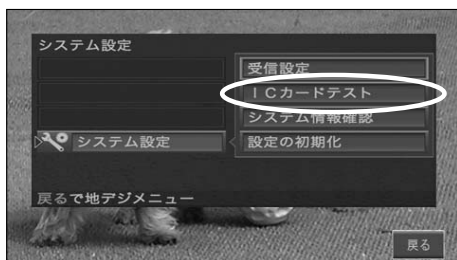 システム設定
受信設定
ＩＣカードテスト
システム情報確認
システム設定
設定の初期化
戻るで地デジメニュー
戻る